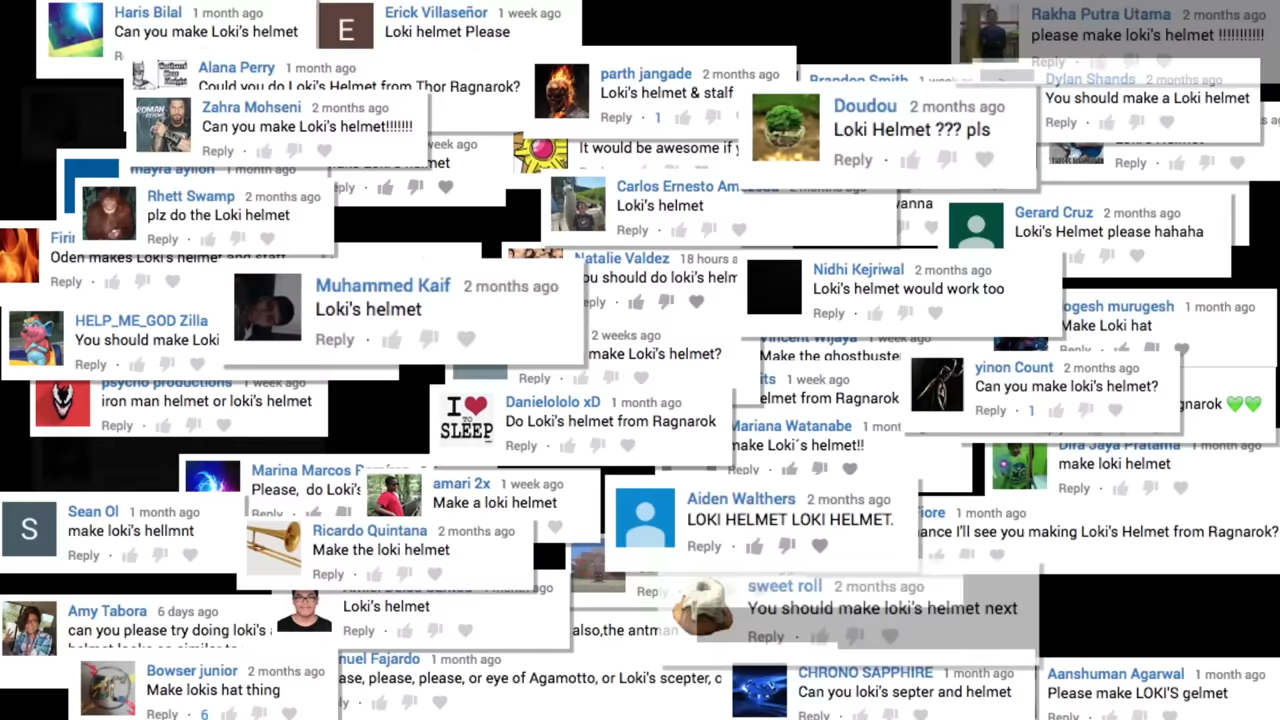 Haris Bilal 1 month ago
Can you make Loki's helmet
Erick Villaseñor 1 week ago
Loki helmet Please
E
Rakha Putra Utama 2 months ago
please make loki's helmet !!!!!!!!!!!
Reply
Alana Perry 1 month ago
Could you do Loki's Helmet from Thor Ragnarok?
parth jangade 2 months ago
Loki's helmet & stalf
Reply · 1
Brandon Smith 1 week
Dylan Shands 2 months ago
You should make a Loki helmet
Reply
Zahra Mohseni 2 months ago
Can you make Loki's helmet!!!!!!!
Reply
Doudou 2 months ago
Loki Helmet ??? pls
Reply
It would be awesome if
mayra ayllon 1 month ago
Rhett Swamp 2 months ago
plz do the Loki helmet
Reply
Carlos Ernesto
Loki's helmet
Reply
Gerard Cruz 2 months ago
Loki's Helmet please hahaha
Oden makes Loki's helmet and staff
Reply
Natalie Valdez 18 hours a
ou should do loki's helm
Nidhi Kejriwal 2 months ago
Loki's helmet would work too
Reply
Muhammed Kaif 2 months ago
Loki's helmet
Reply
HELP_ME_GOD Zilla
You should make Loki
Reply
ogesh murugesh 1 month ago
Make Loki hat
Reply
2 weeks ago
make Loki's helmet?
Reply
Vincent Wijaya 1 week ago
Make the ghostbuste
its 1 week ago
elmet from Ragnarok
yinon Count 2 months ago
Can you make loki's helmet?
Reply · 1
gnarok 💚💚
psycho productions 1 week ago
iron man helmet or loki's helmet
Reply
I ❤ TO SLEEP
Danielololo xD 1 month ago
Do Loki's helmet from Ragnarok
Reply
Mariana Watanabe 1 mont
make Loki´s helmet!!
Reply
Dira Jaya Pratama 1 month ago
make loki helmet
Reply
Marina Marcos
Please, do Loki's
Reply
amari 2x 1 week ago
Make a loki helmet
Aiden Walthers 2 months ago
LOKI HELMET LOKI HELMET.
Reply
S
Sean Ol 1 month ago
make loki's hellmnt
Reply
Ricardo Quintana 2 months ago
Make the loki helmet
Reply
iore 1 month ago
ance I'll see you making Loki's Helmet from Ragnarok?
Loki's helmet
Reply
sweet roll 2 months ago
You should make loki's helmet next
Reply
Amy Tabora 6 days ago
can you please try doing loki's
also,the antman
Bowser junior 2 months ago
Make lokis hat thing
Reply · 6
nuel Fajardo 1 month ago
ase, please, please, or eye of Agamotto, or Loki's scepter, o
CHRONO SAPPHIRE 1 month ago
Can you loki's septer and helmet
Reply
Aanshuman Agarwal 1 month ago
Please make LOKI'S gelmet
Reply